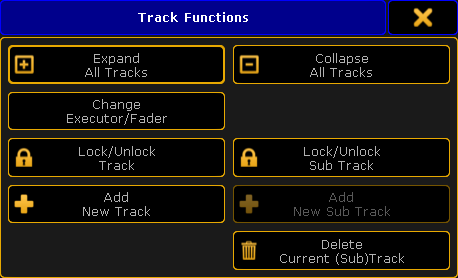 Track Functions
Expand
All Tracks
Collapse
All Tracks
Change
Executor/Fader
Lock/Unlock
Track
Lock/Unlock
Sub Track
Add
New Track
Add
New Sub Track
Delete
Current (Sub)Track